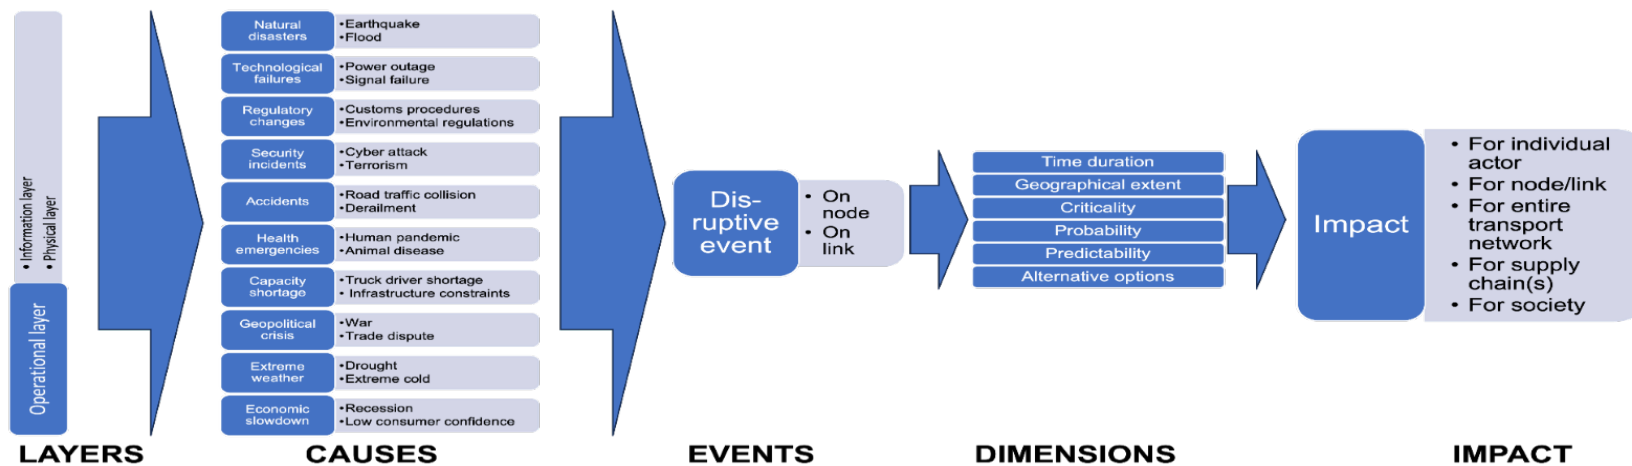 • Information layer
• Physical layer
Operational layer
LAYERS
Natural
disasters
•Earthquake
•Flood
Technological
failures
•Power outage
•Signal failure
Regulatory
changes
•Customs procedures
•Environmental regulations
Security
incidents
•Cyber attack
•Terrorism
Accidents
•Road traffic collision
•Derailment
Health
emergencies
•Human pandemic
•Animal disease
Capacity
shortage
•Truck driver shortage
• Infrastructure constraints
Geopolitical
crisis
•War
•Trade dispute
Extreme
weather
•Drought
•Extreme cold
Economic
slowdown
•Recession
•Low consumer confidence
CAUSES
Dis-
ruptive
event
• On
node
• On
link
EVENTS
Time duration
Geographical extent
Criticality
Probability
Predictability
Alternative options
DIMENSIONS
Impact
• For individual
actor
• For node/link
• For entire
transport
network
• For supply
chain(s)
• For society
IMPACT